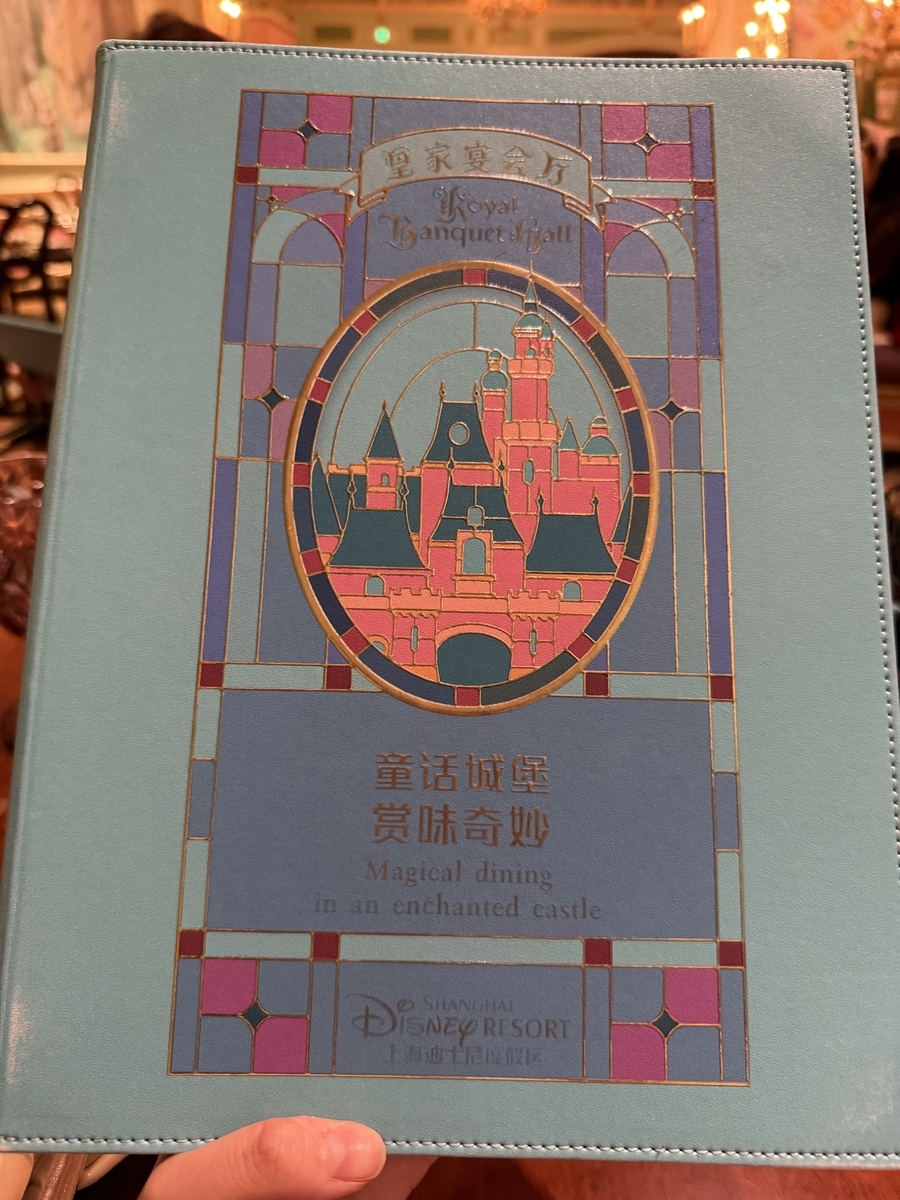 皇家宴会厅
Royal
Banquet Hall
童话城堡
赏味奇妙
Magical dining
in an enchanted castle
SHANGHAI
DISNEY RESORT
上海迪士尼度假区